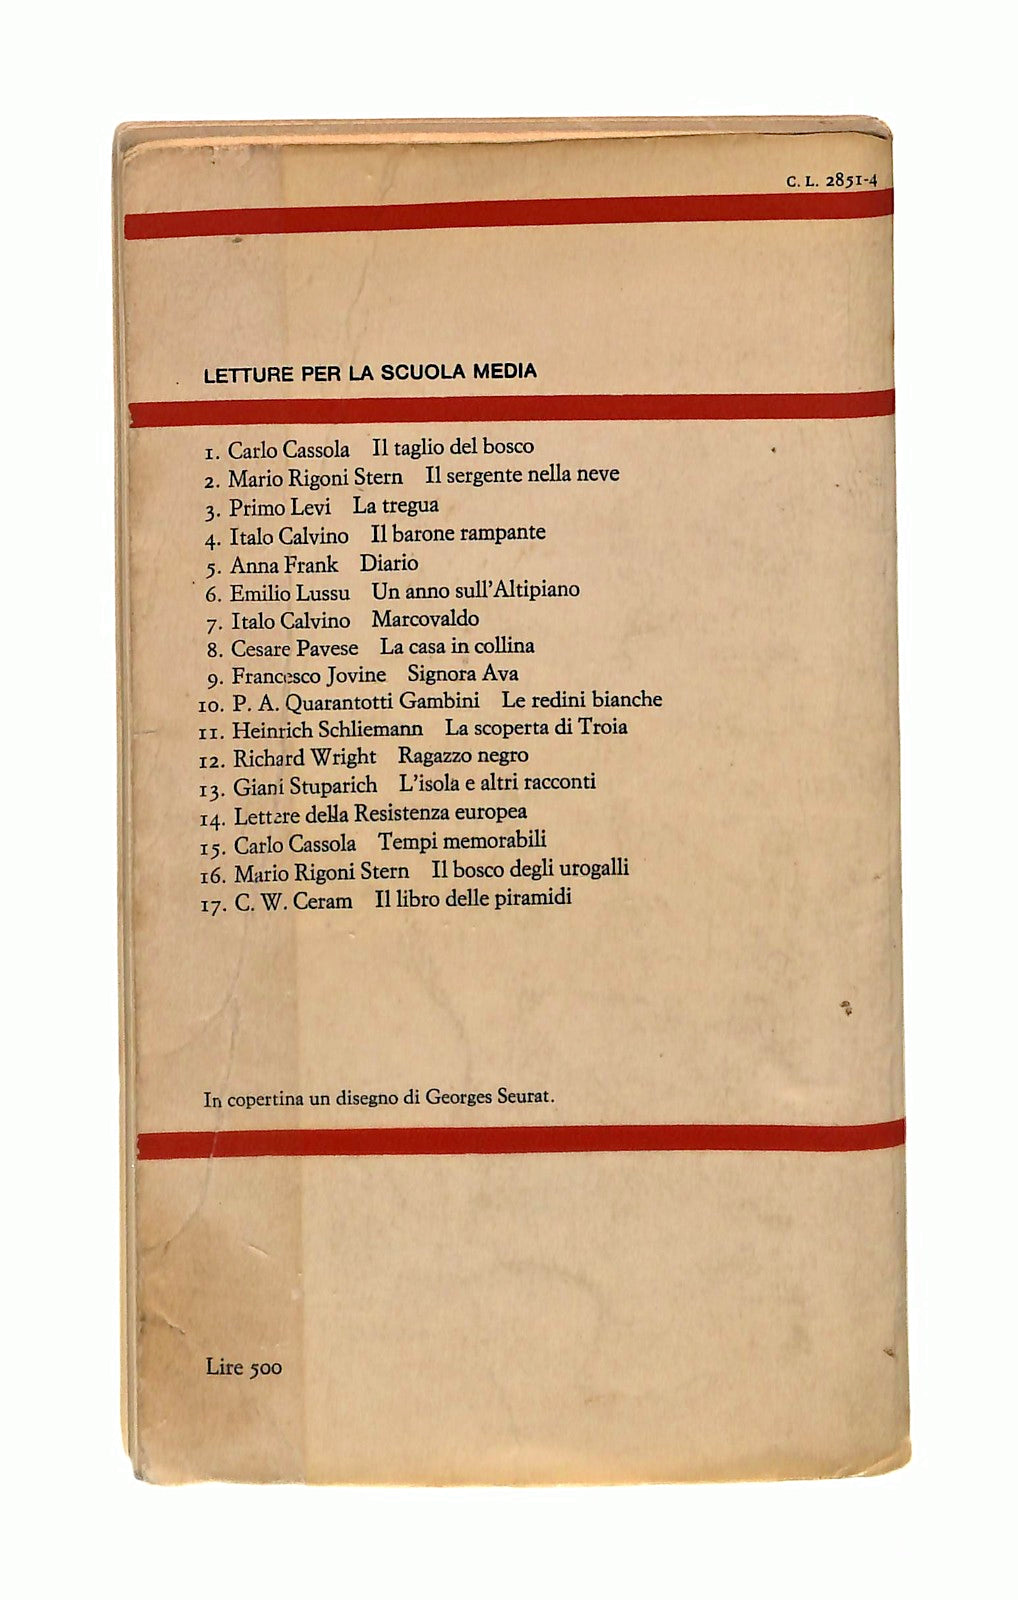 C. L. 2851-4
LETTURE PER LA SCUOLA MEDIA
1. Carlo Cassola Il taglio del bosco
2. Mario Rigoni Stern Il sergente nella neve
3. Primo Levi La tregua
4. Italo Calvino Il barone rampante
5. Anna Frank Diario
6. Emilio Lussu Un anno sull'Altipiano
7. Italo Calvino Marcovaldo
8. Cesare Pavese La casa in collina
9. Francesco Jovine Signora Ava
10. P. A. Quarantotti Gambini Le redini bianche
11. Heinrich Schliemann La scoperta di Troia
12. Richard Wright Ragazzo negro
13. Giani Stuparich L'isola e altri racconti
14. Lettere della Resistenza europea
15. Carlo Cassola Tempi memorabili
16. Mario Rigoni Stern Il bosco degli urogalli
17. C. W. Ceram Il libro delle piramidi
In copertina un disegno di Georges Seurat.
Lire 500